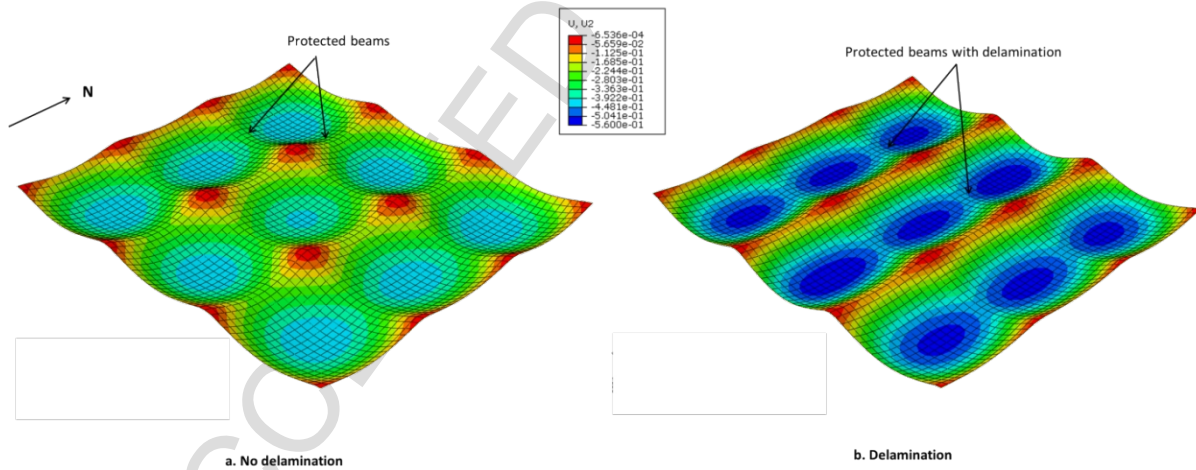 Protected beams
N
U, U2
-6.536e-04
-5.659e-02
-1.125e-01
-1.685e-01
-2.244e-01
-2.803e-01
-3.363e-01
-3.922e-01
-4.481e-01
-5.041e-01
-5.600e-01
Protected beams with delamination
a. No delamination
b. Delamination